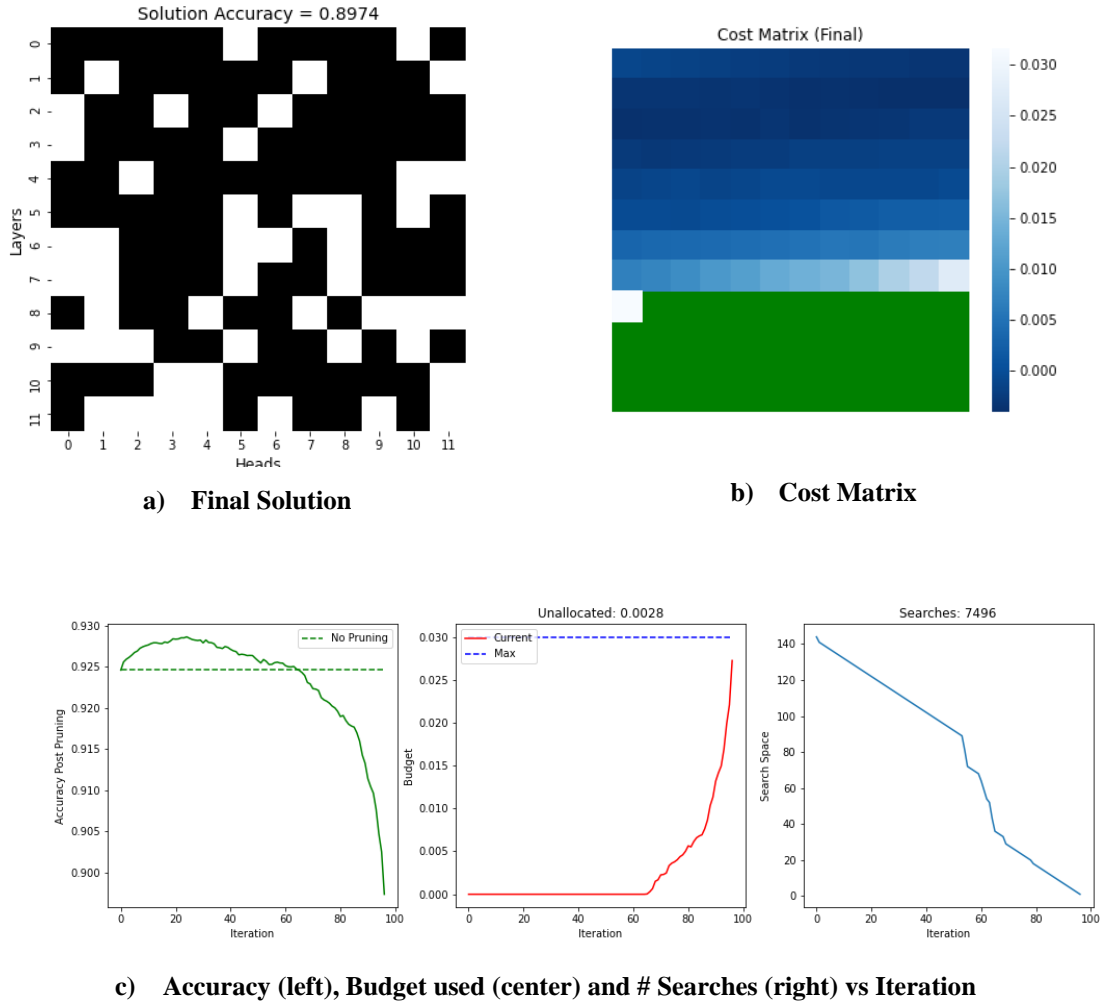 Solution Accuracy = 0.8974
0
1
2
3
4
5
6
7
8
9
10
11
Layers
0 1 2 3 4 5 6 7 8 9 10 11
Heads
a) Final Solution
Cost Matrix (Final)
0.030
0.025
0.020
0.015
0.010
0.005
0.000
b) Cost Matrix
0.930
0.925
0.920
0.915
0.910
0.905
0.900
Accuracy Post Pruning
No Pruning
0 20 40 60 80 100
Iteration
Unallocated: 0.0028
0.030
0.025
0.020
0.015
0.010
0.005
0.000
Budget
Current
Max
0 20 40 60 80 100
Iteration
Searches: 7496
140
120
100
80
60
40
20
0
Search Space
0 20 40 60 80 100
Iteration
c) Accuracy (left), Budget used (center) and # Searches (right) vs Iteration